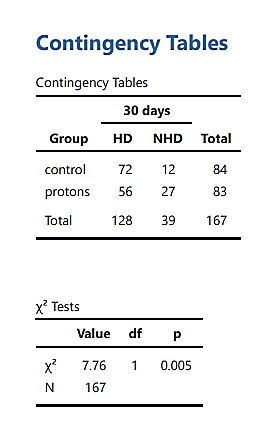 Contingency Tables
Contingency Tables
30 days
Group HD NHD Total
control 72 12 84
protons 56 27 83
Total 128 39 167
χ² Tests
Value df p
χ² 7.76 1 0.005
N 167